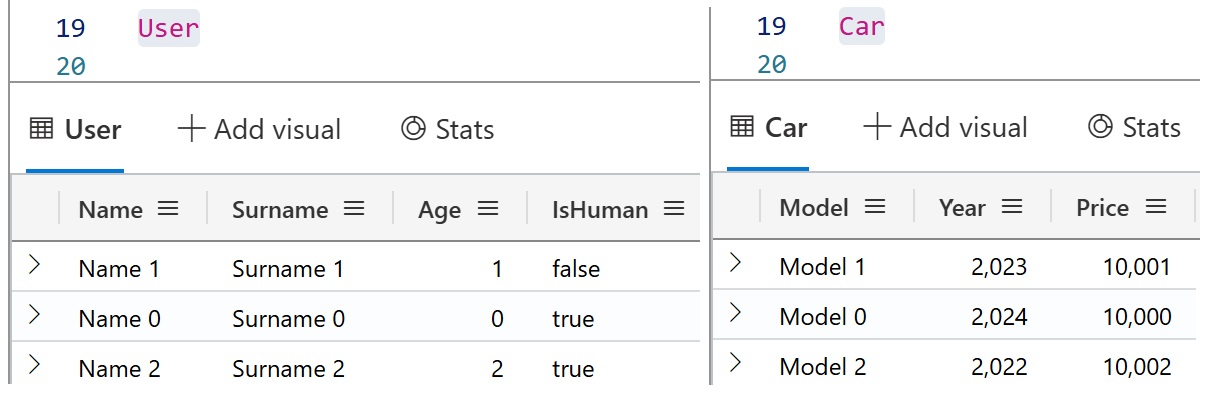 19 User
20
User Add visual Stats
Name Surname Age IsHuman
Name 1 Surname 1 1 false
Name 0 Surname 0 0 true
Name 2 Surname 2 2 true
19 Car
20
Car Add visual Stats
Model Year Price
Model 1 2,023 10,001
Model 0 2,024 10,000
Model 2 2,022 10,002